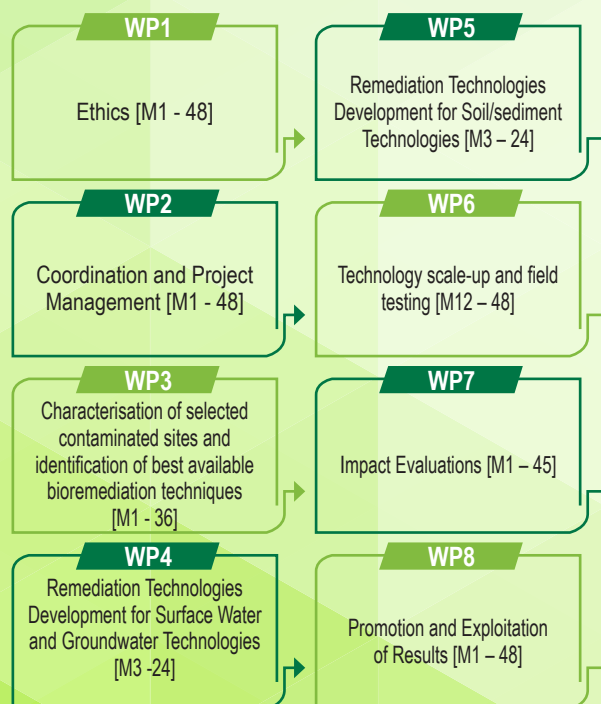 WP1
Ethics [M1 - 48]
WP2
Coordination and Project
Management [M1 - 48]
WP3
Characterisation of selected
contaminated sites and
identification of best available
bioremediation techniques
[M1 - 36]
WP4
Remediation Technologies
Development for Surface Water
and Groundwater Technologies
[M3 -24]
WP5
Remediation Technologies
Development for Soil/sediment
Technologies [M3 – 24]
WP6
Technology scale-up and field
testing [M12 – 48]
WP7
Impact Evaluations [M1 – 45]
WP8
Promotion and Exploitation
of Results [M1 – 48]